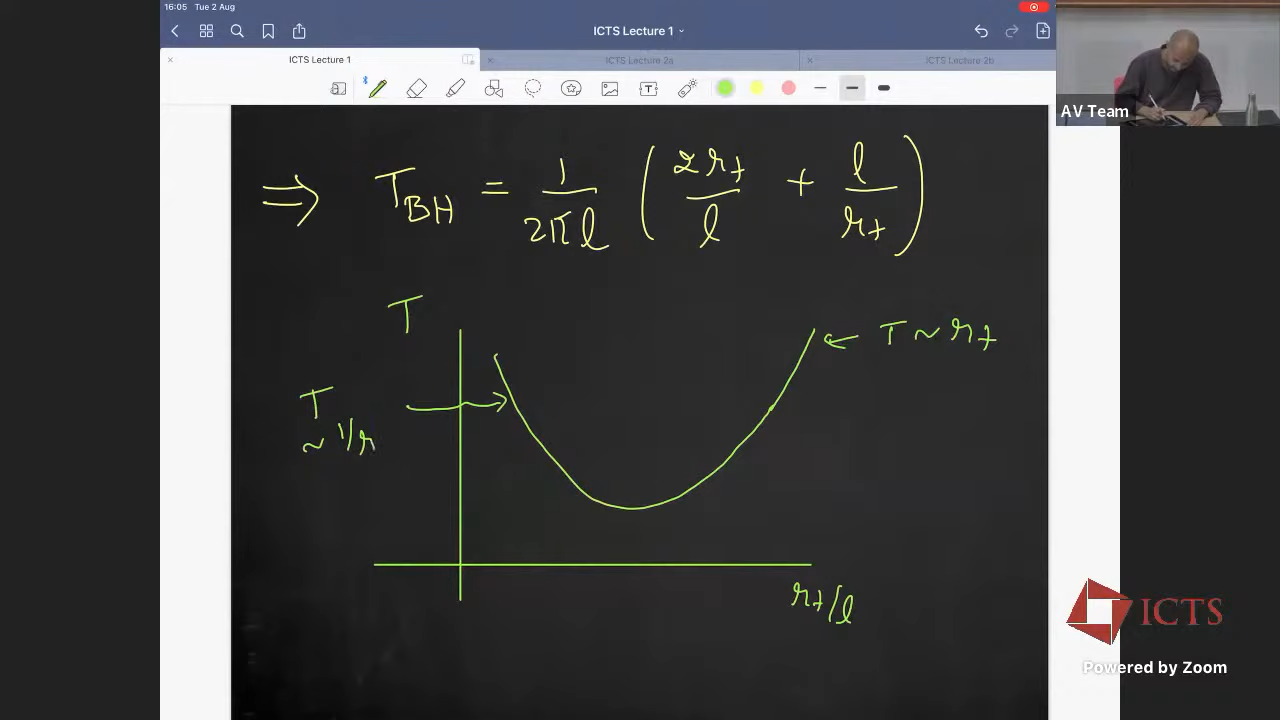 16:05 Tue 2 Aug
ICTS Lecture 1
ICTS Lecture 1
ICTS Lecture 2a
ICTS Lecture 2b
AV Team
⇒ T_BH = 1/(2πl) (2r₊/l + l/r₊)
T
← T ~ r₊
T
~ 1/r
r₊/l
ICTS
Powered by Zoom